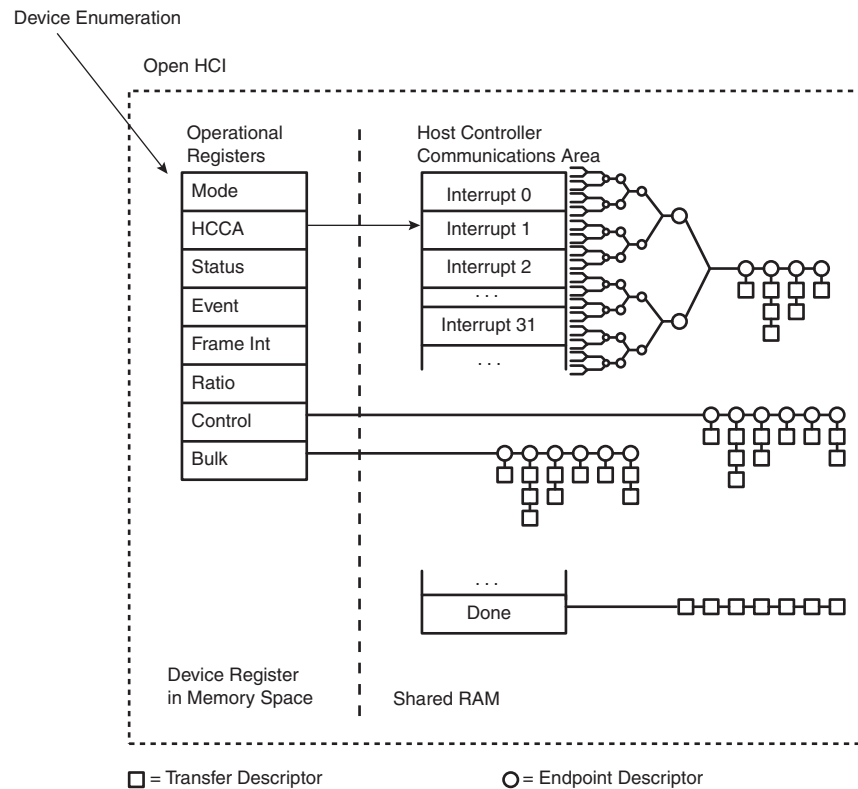 Device Enumeration
Open HCI
Operational
Registers
Mode
HCCA
Status
Event
Frame Int
Ratio
Control
Bulk
Host Controller
Communications Area
Interrupt 0
Interrupt 1
Interrupt 2
. . .
Interrupt 31
. . .
. . .
Done
Device Register
in Memory Space
Shared RAM
= Transfer Descriptor
= Endpoint Descriptor